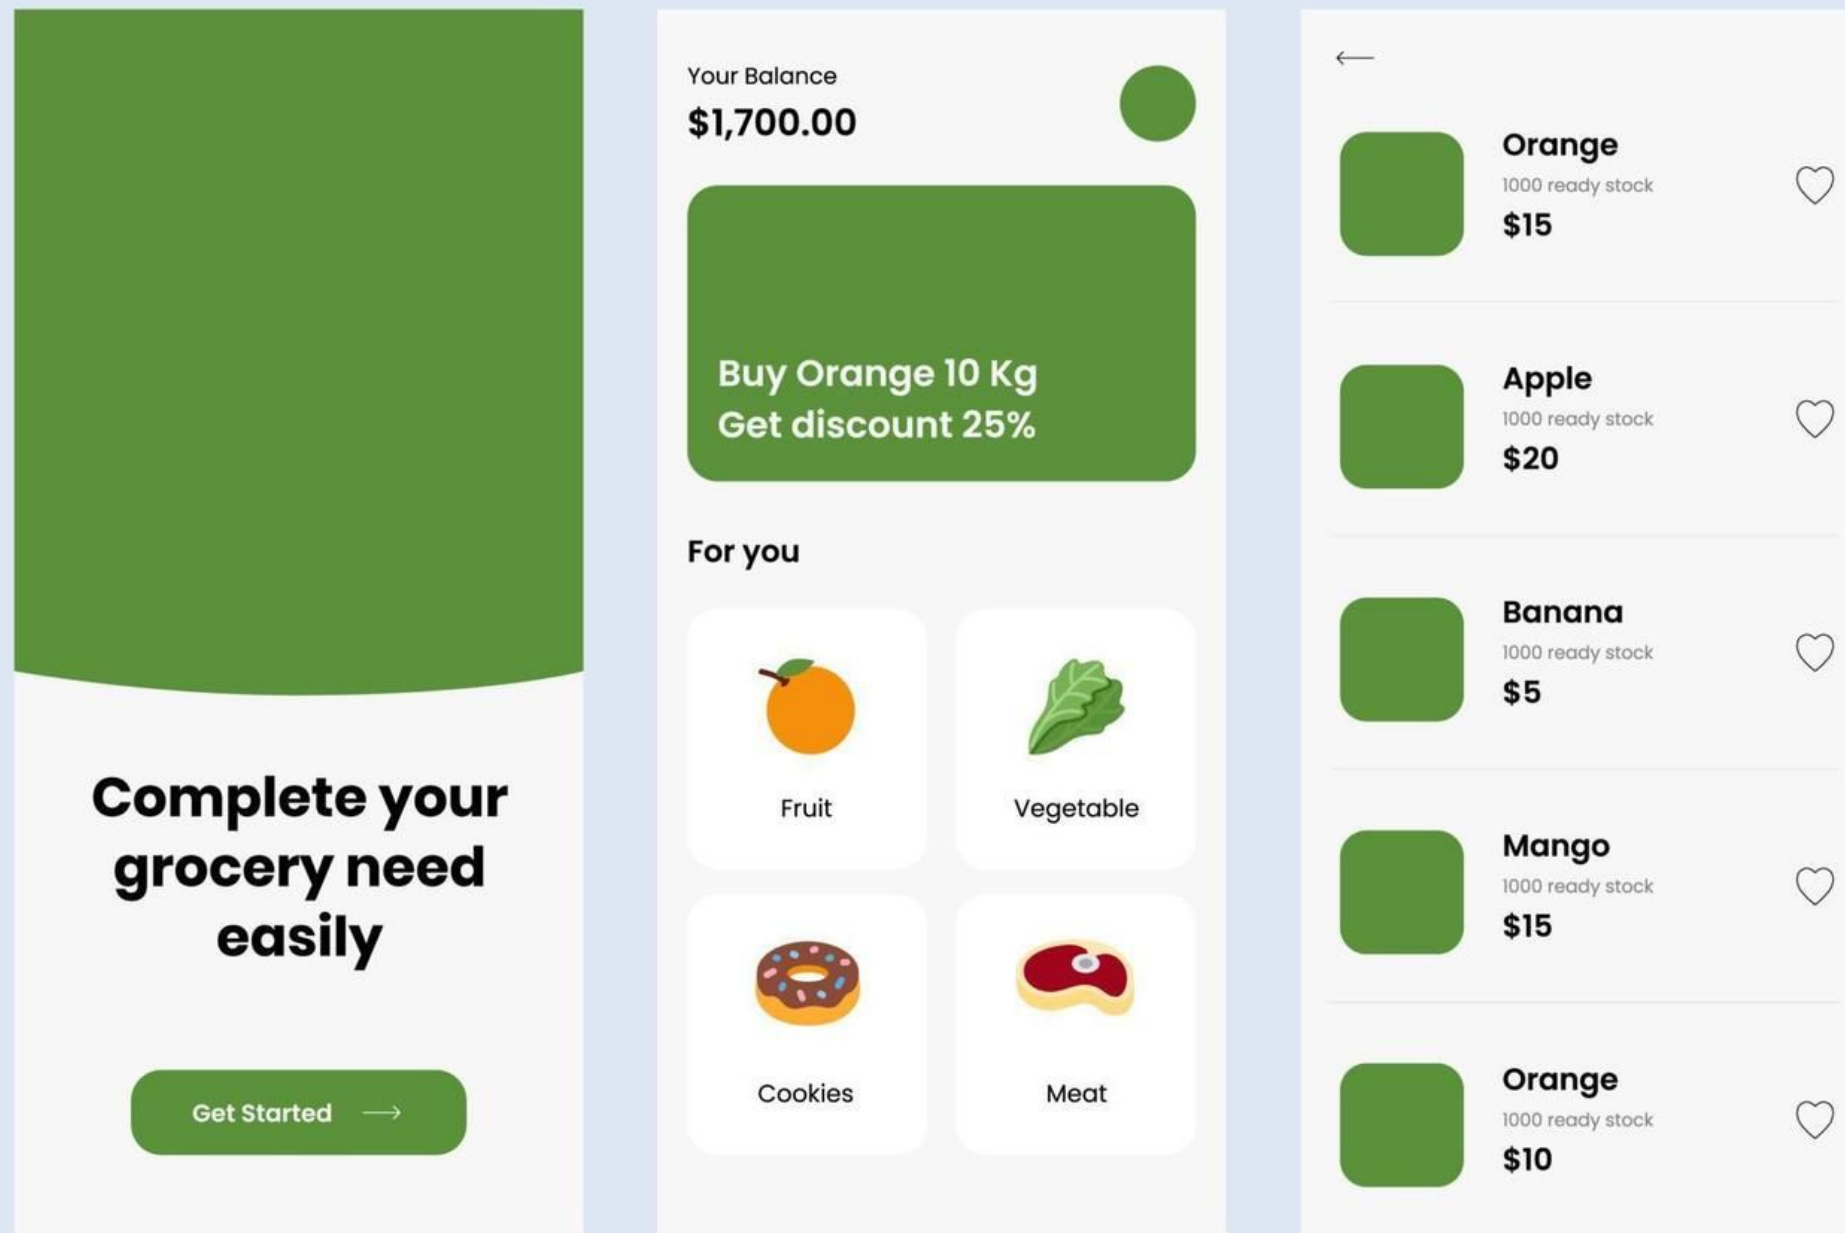 Complete your
grocery need
easily
Get Started
Your Balance
$1,700.00
Buy Orange 10 Kg
Get discount 25%
For you
Fruit
Vegetable
Cookies
Meat
Orange
1000 ready stock
$15
Apple
1000 ready stock
$20
Banana
1000 ready stock
$5
Mango
1000 ready stock
$15
Orange
1000 ready stock
$10